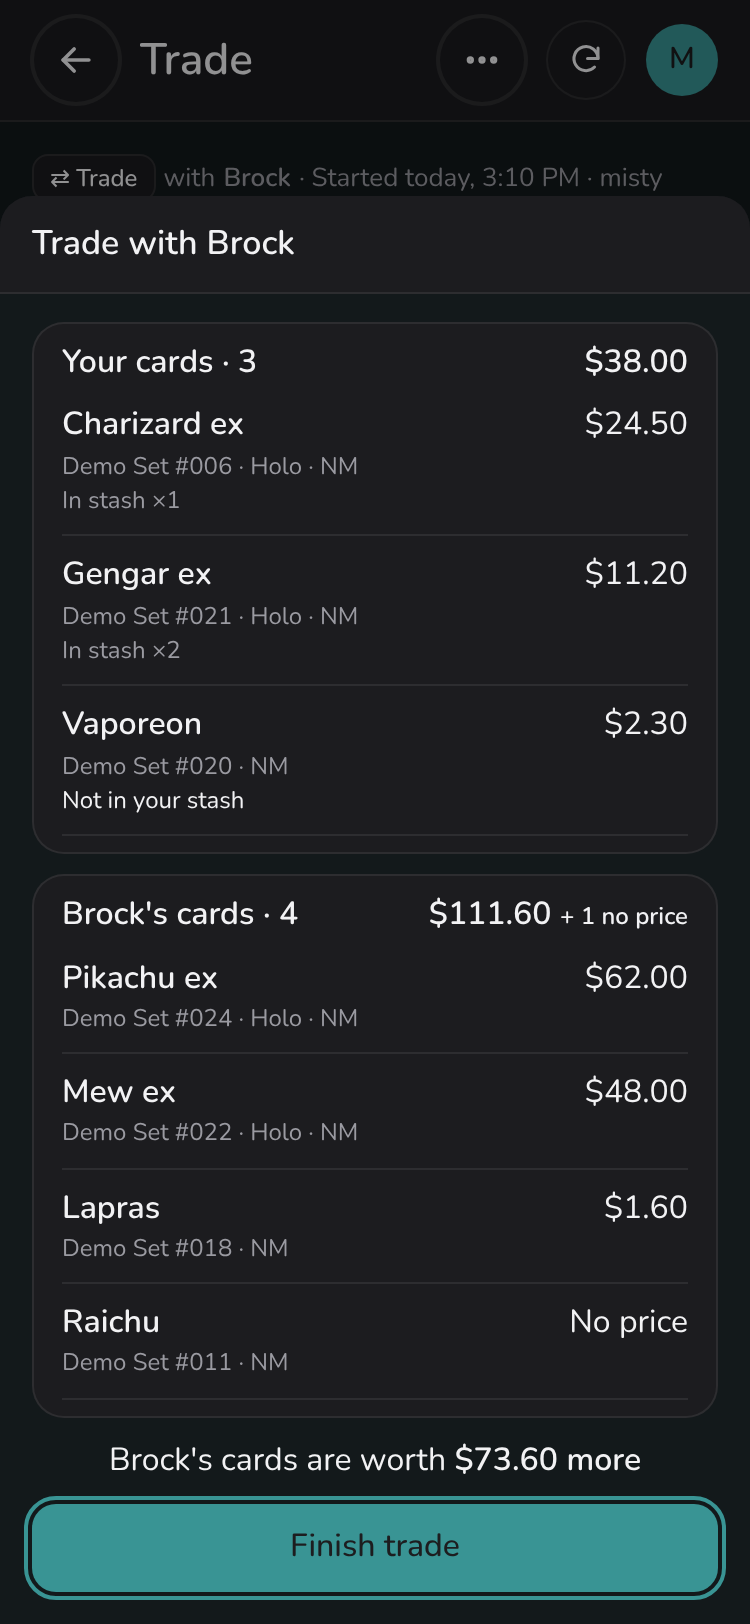 Trade
M
⇄ Trade with Brock · Started today, 3:10 PM · misty
Trade with Brock
Your cards · 3 $38.00
Charizard ex $24.50
Demo Set #006 · Holo · NM
In stash ×1
Gengar ex $11.20
Demo Set #021 · Holo · NM
In stash ×2
Vaporeon $2.30
Demo Set #020 · NM
Not in your stash
Brock's cards · 4 $111.60 + 1 no price
Pikachu ex $62.00
Demo Set #024 · Holo · NM
Mew ex $48.00
Demo Set #022 · Holo · NM
Lapras $1.60
Demo Set #018 · NM
Raichu No price
Demo Set #011 · NM
Brock's cards are worth $73.60 more
Finish trade